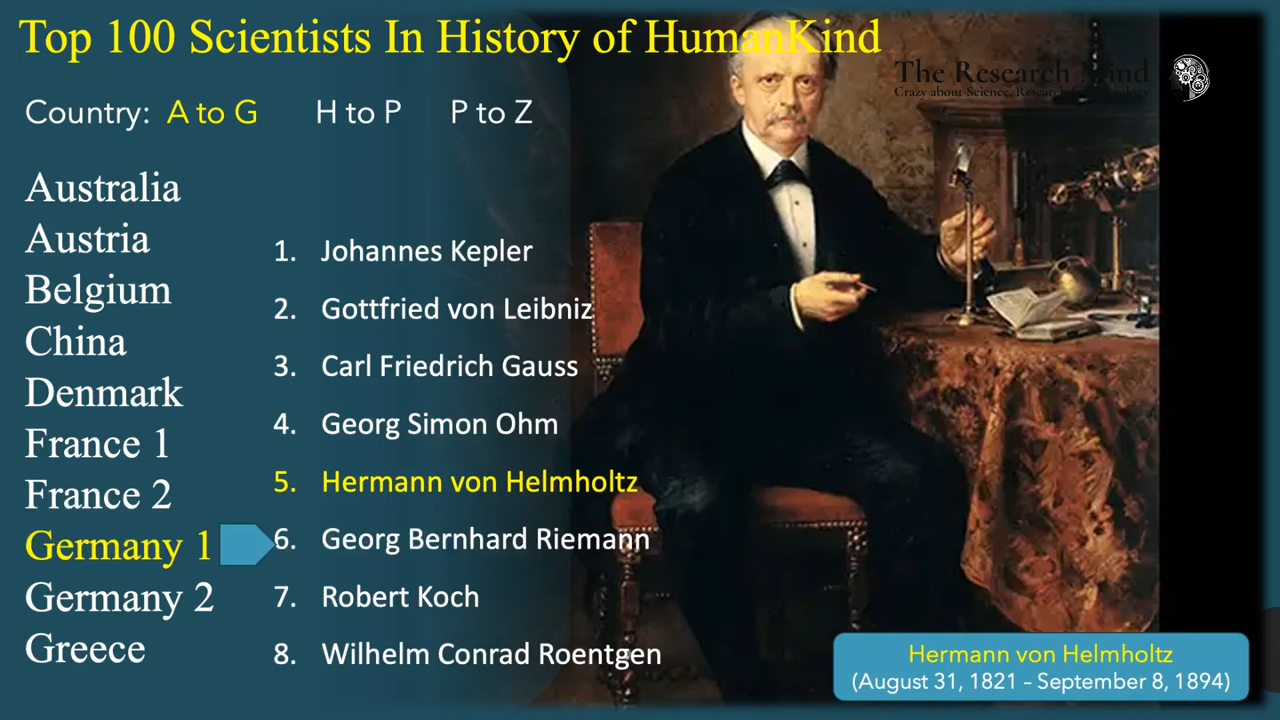 Top 100 Scientists In History of HumanKind
The Research Mind
Crazy about Science, Research
Country: A to G H to P P to Z
Australia
Austria
Belgium
China
Denmark
France 1
France 2
Germany 1
Germany 2
Greece
1. Johannes Kepler
2. Gottfried von Leibniz
3. Carl Friedrich Gauss
4. Georg Simon Ohm
5. Hermann von Helmholtz
6. Georg Bernhard Riemann
7. Robert Koch
8. Wilhelm Conrad Roentgen
Hermann von Helmholtz
(August 31, 1821 – September 8, 1894)